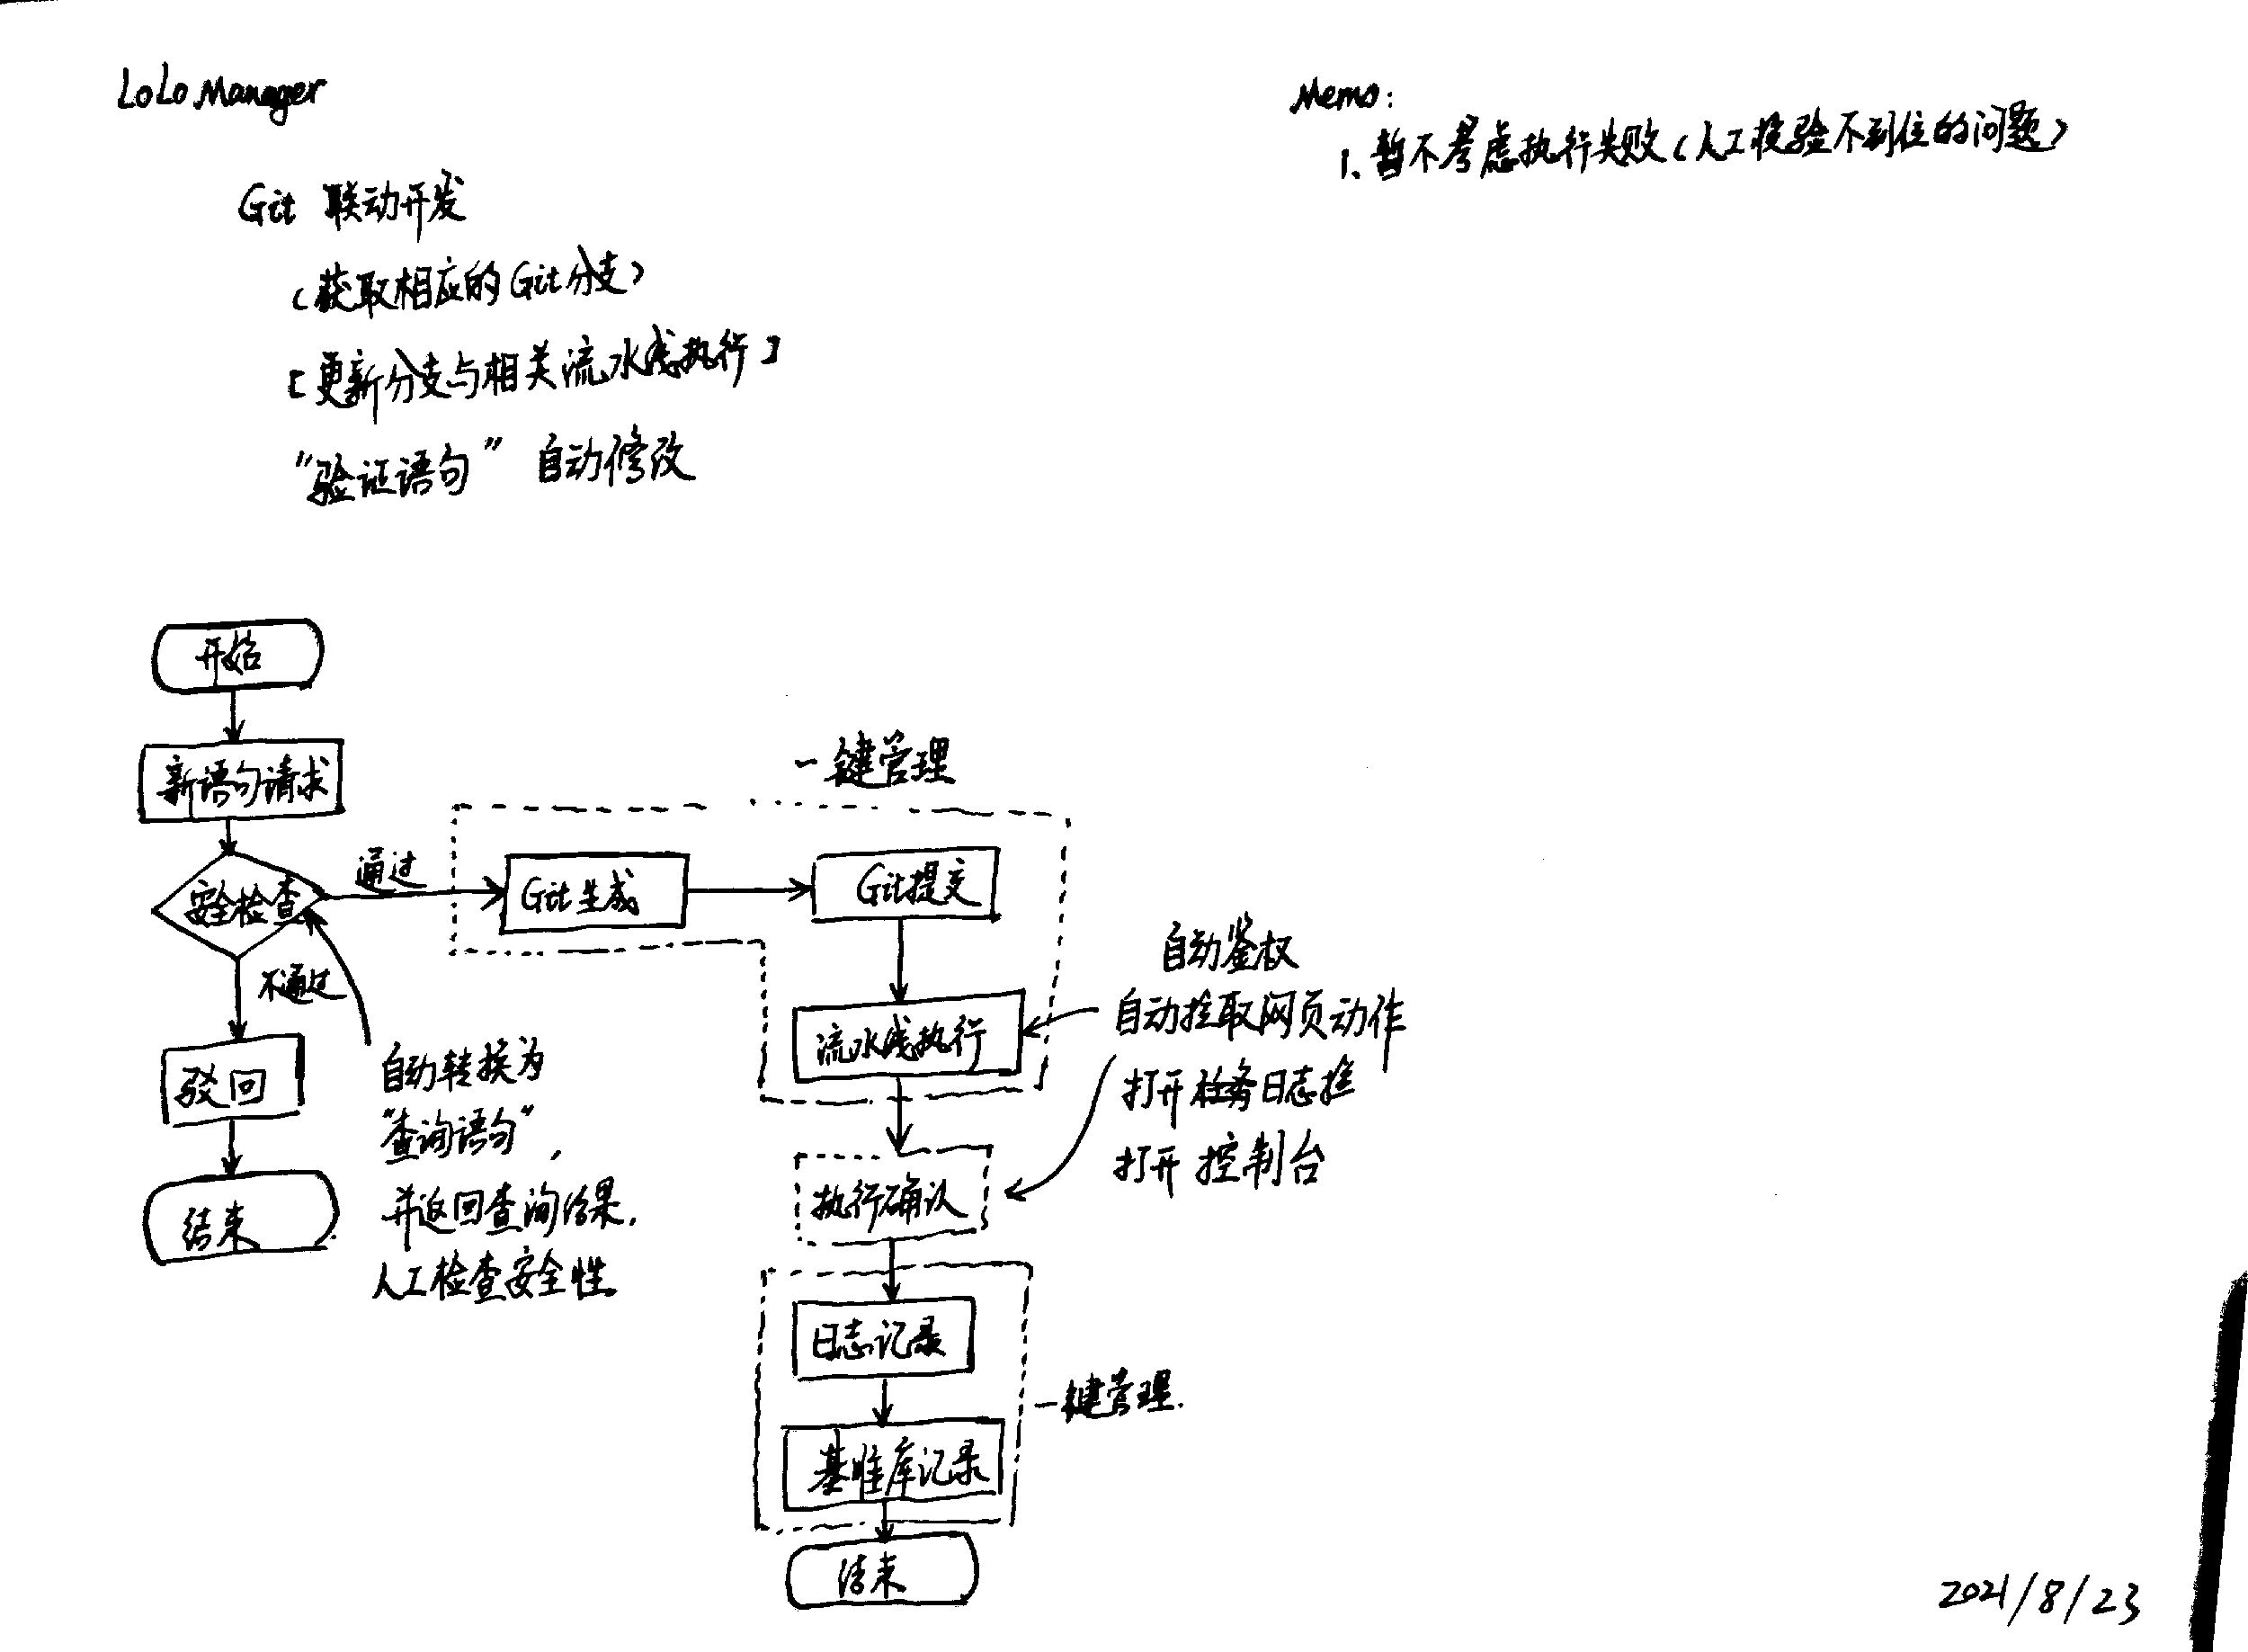 LoLo Manager
Git 联动开发
（获取相应的Git分支）
[更新分支与相关流水线执行]
“验证语句” 自动修改
Memo：
1、暂不考虑执行失败（人工校验不到位的问题）
开始
新语句请求
安全检查
通过
不通过
驳回
结束
自动转换为
“查询语句”，
并返回查询结果，
人工检查安全性.
一键管理
Git生成
Git提交
流水线执行
自动鉴权
自动拾取网页动作
打开任务日志
打开 控制台
执行确认
日志记录
基准库记录
一键管理.
结束
2021/8/23